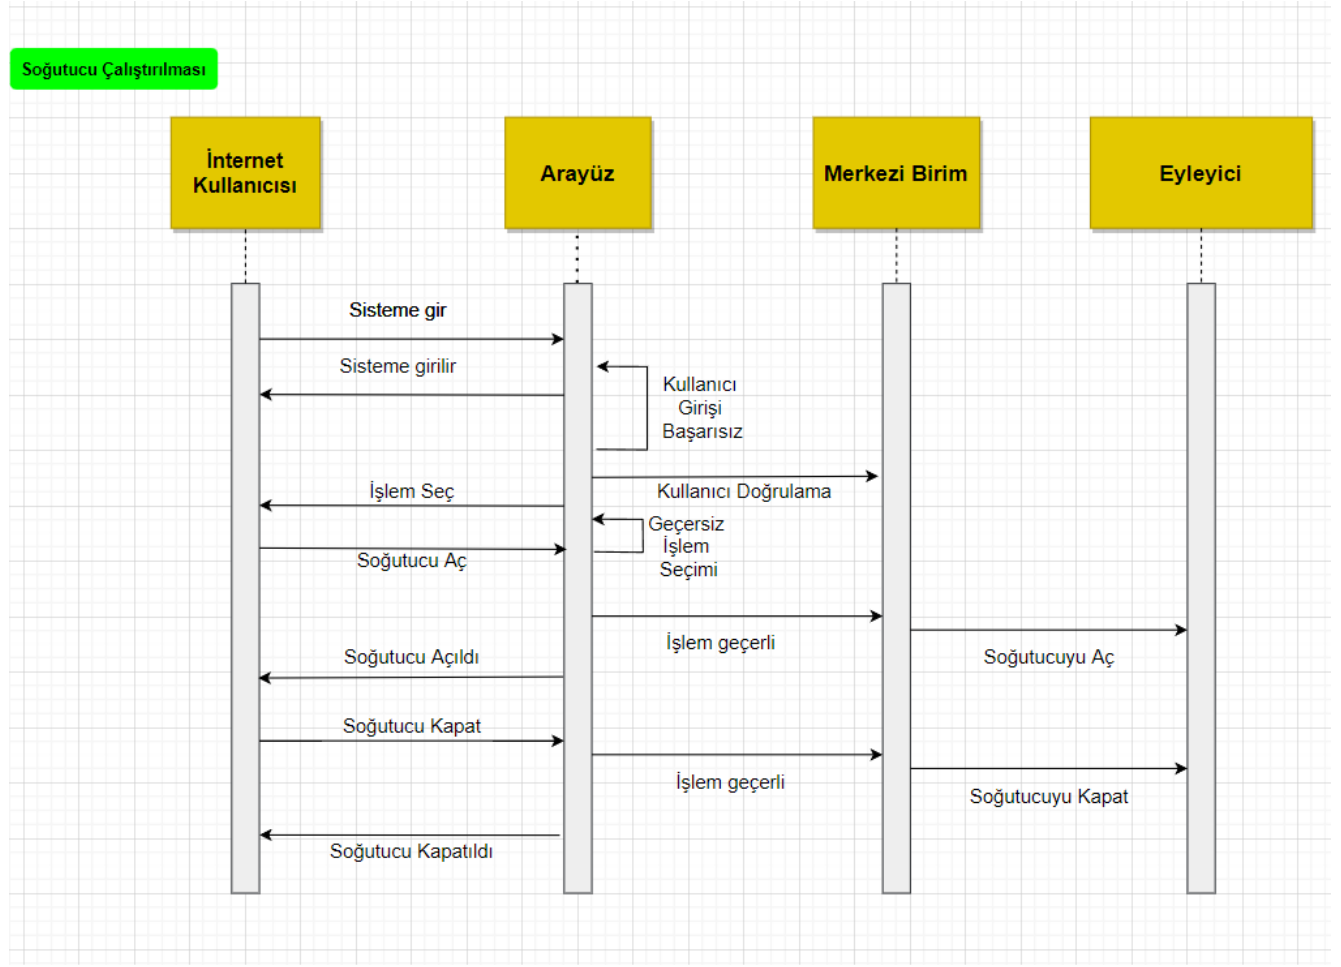 Soğutucu Çalıştırılması
İnternet
Kullanıcısı
Arayüz
Merkezi Birim
Eyleyici
Sisteme gir
Sisteme girilir
Kullanıcı
Girişi
Başarısız
Kullanıcı Doğrulama
İşlem Seç
Geçersiz
İşlem
Seçimi
Soğutucu Aç
İşlem geçerli
Soğutucuyu Aç
Soğutucu Açıldı
Soğutucu Kapat
İşlem geçerli
Soğutucuyu Kapat
Soğutucu Kapatıldı